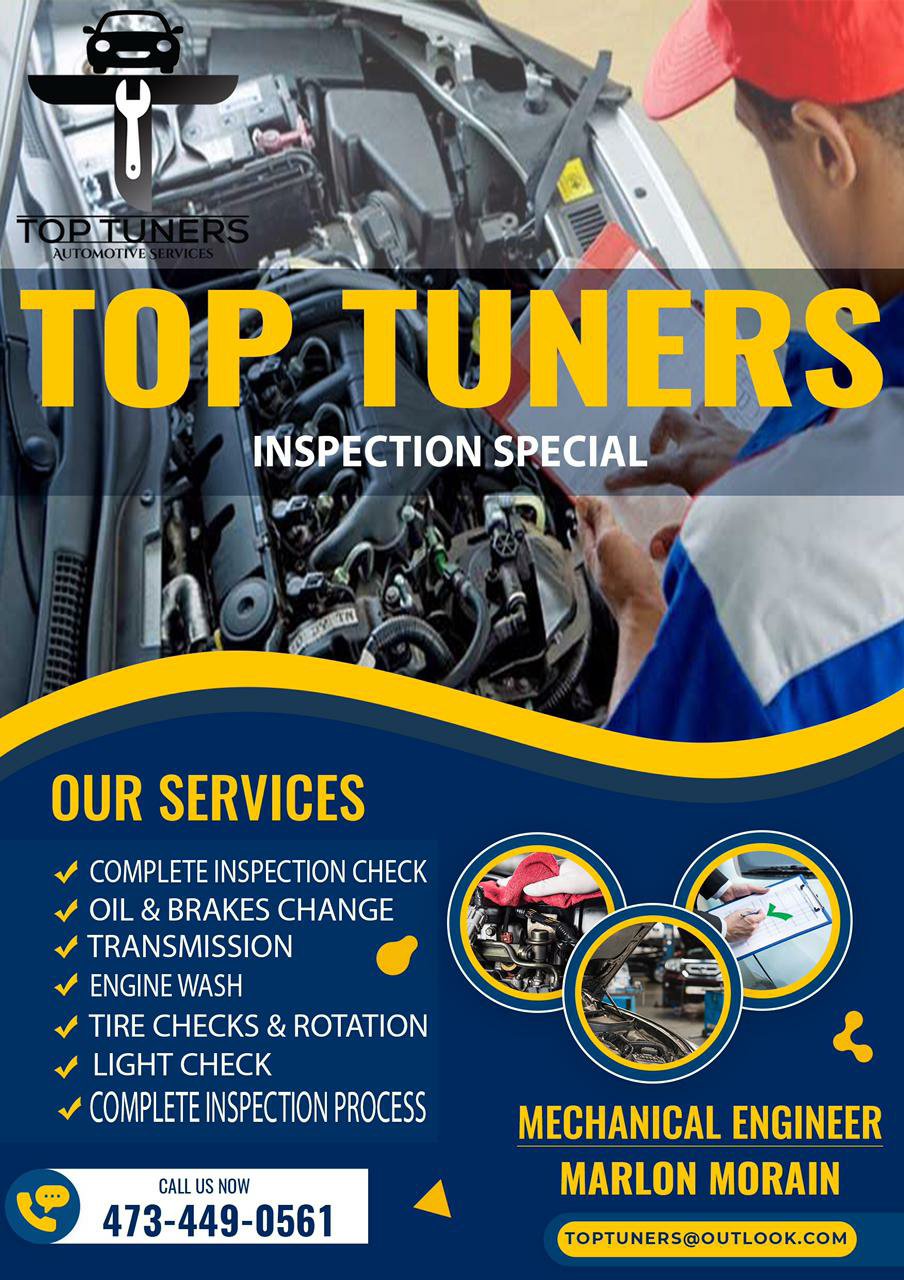 TOP TUNERS
AUTOMOTIVE SERVICES
TOP TUNERS
INSPECTION SPECIAL
OUR SERVICES
COMPLETE INSPECTION CHECK
OIL & BRAKES CHANGE
TRANSMISSION
ENGINE WASH
TIRE CHECKS & ROTATION
LIGHT CHECK
COMPLETE INSPECTION PROCESS
MECHANICAL ENGINEER
MARLON MORAIN
CALL US NOW
473-449-0561
TOPTUNERS@OUTLOOK.COM